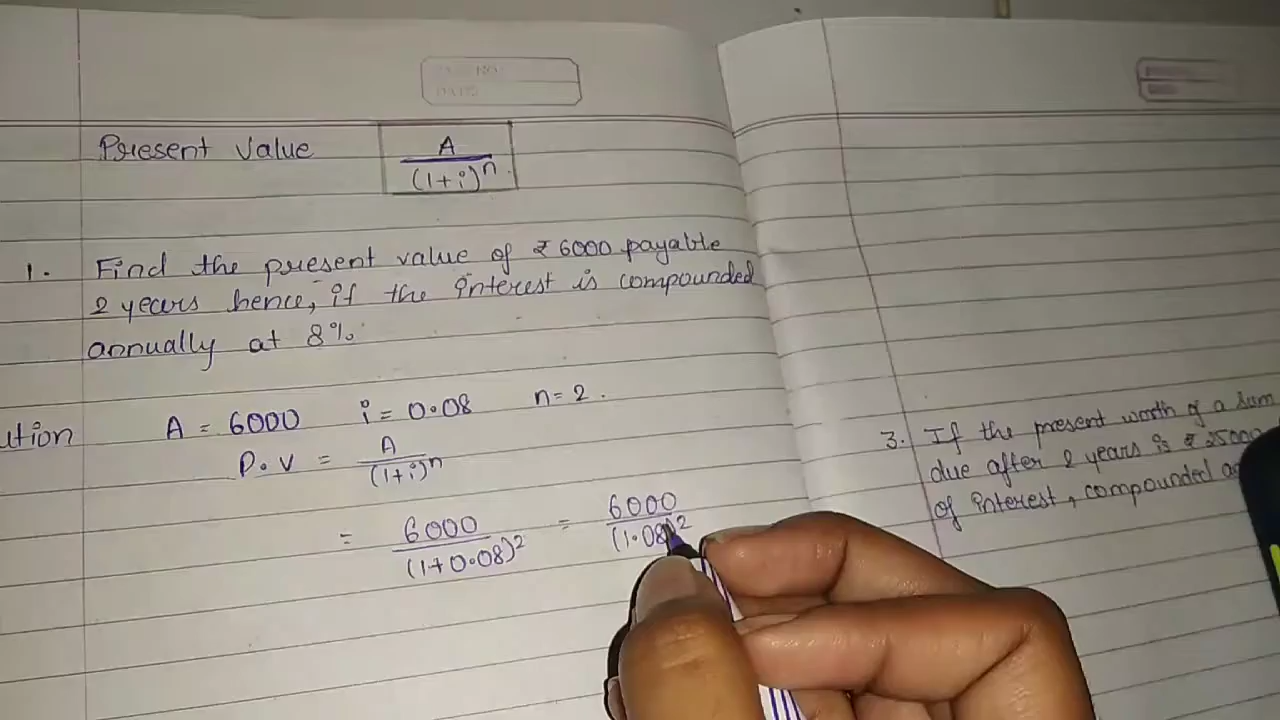 Present Value A/(1+i)^n
1. Find the present value of ₹ 6000 payable
2 years hence, if the interest is compounded
annually at 8%.
ution A = 6000 i = 0.08 n = 2.
P.V = A/(1+i)^n
= 6000/(1+0.08)^2 = 6000/(1.08)^2
3. If the present worth of a sum
due after 2 years is ₹ 25000
of interest, compounded